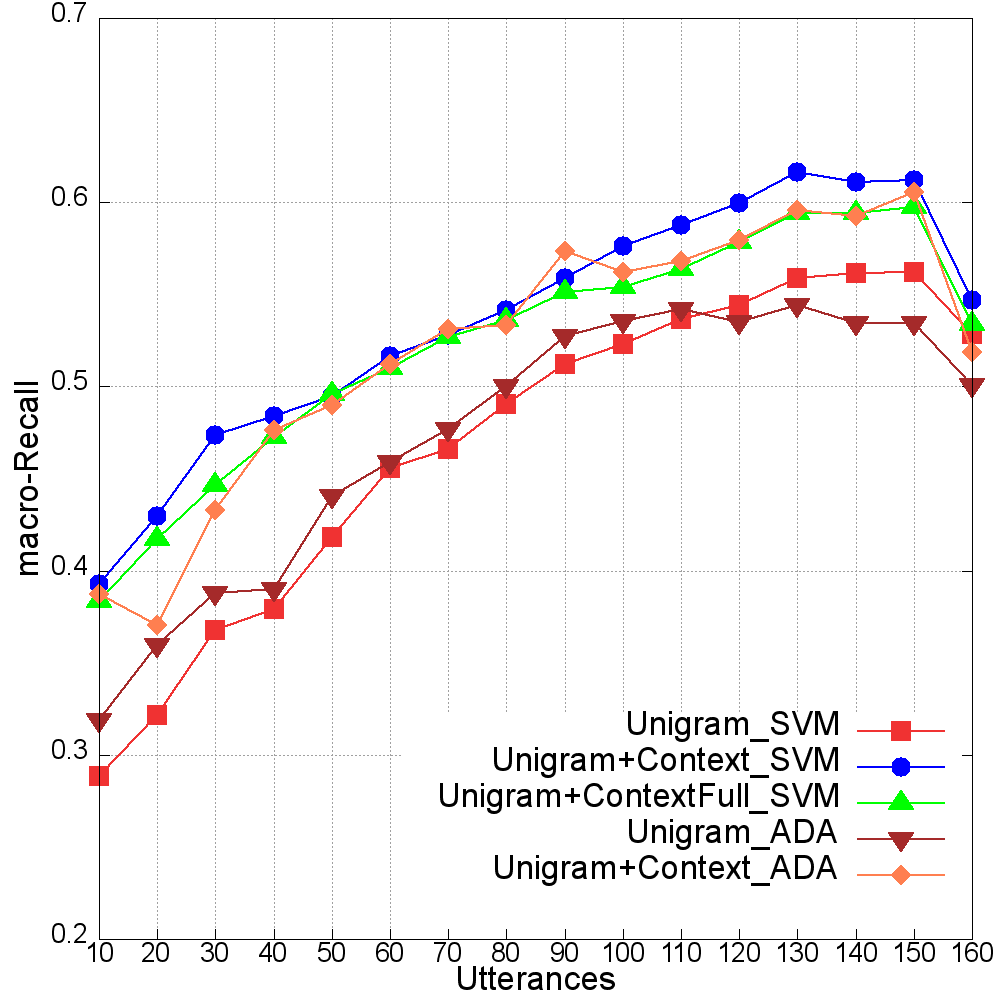 0.7
0.6
0.5
0.4
0.3
0.2
macro-Recall
Unigram_SVM
Unigram+Context_SVM
Unigram+ContextFull_SVM
Unigram_ADA
Unigram+Context_ADA
10 20 30 40 50 60 70 80 90 100 110 120 130 140 150 160
Utterances